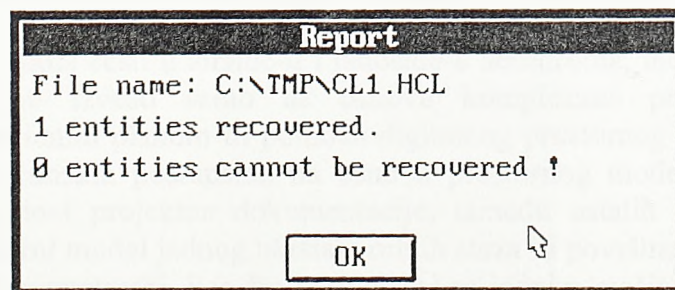 Report
File name: C:\TMP\CL1.HCL
1 entities recovered.
0 entities cannot be recovered !
OK